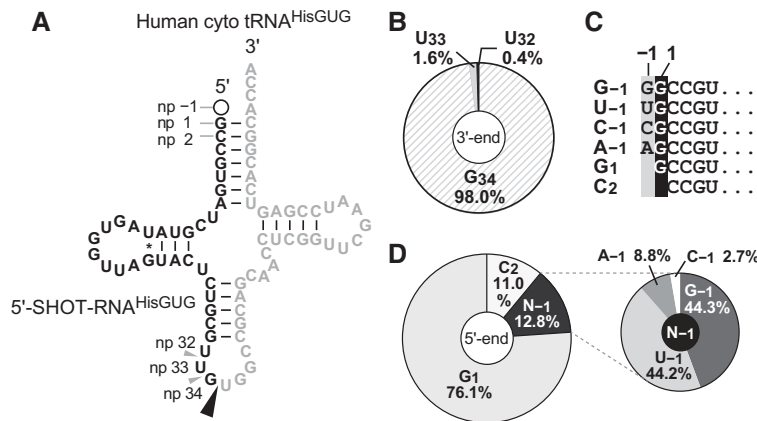 A
Human cyto tRNAHisGUG
3'
5'
np −1
np 1
np 2
5'-SHOT-RNAHisGUG
np 32
np 33
np 34
*
B
U33
1.6%
U32
0.4%
3'-end
G34
98.0%
C
−1 1
G−1 GGCCGU...
U−1 UGCCGU...
C−1 CGCCGU...
A−1 AGCCGU...
G1 GCCGU...
C2 CCGU...
D
C2
11.0
%
N−1
12.8%
5'-end
G1
76.1%
A−1 8.8%
C−1 2.7%
G−1
44.3%
N−1
U−1
44.2%